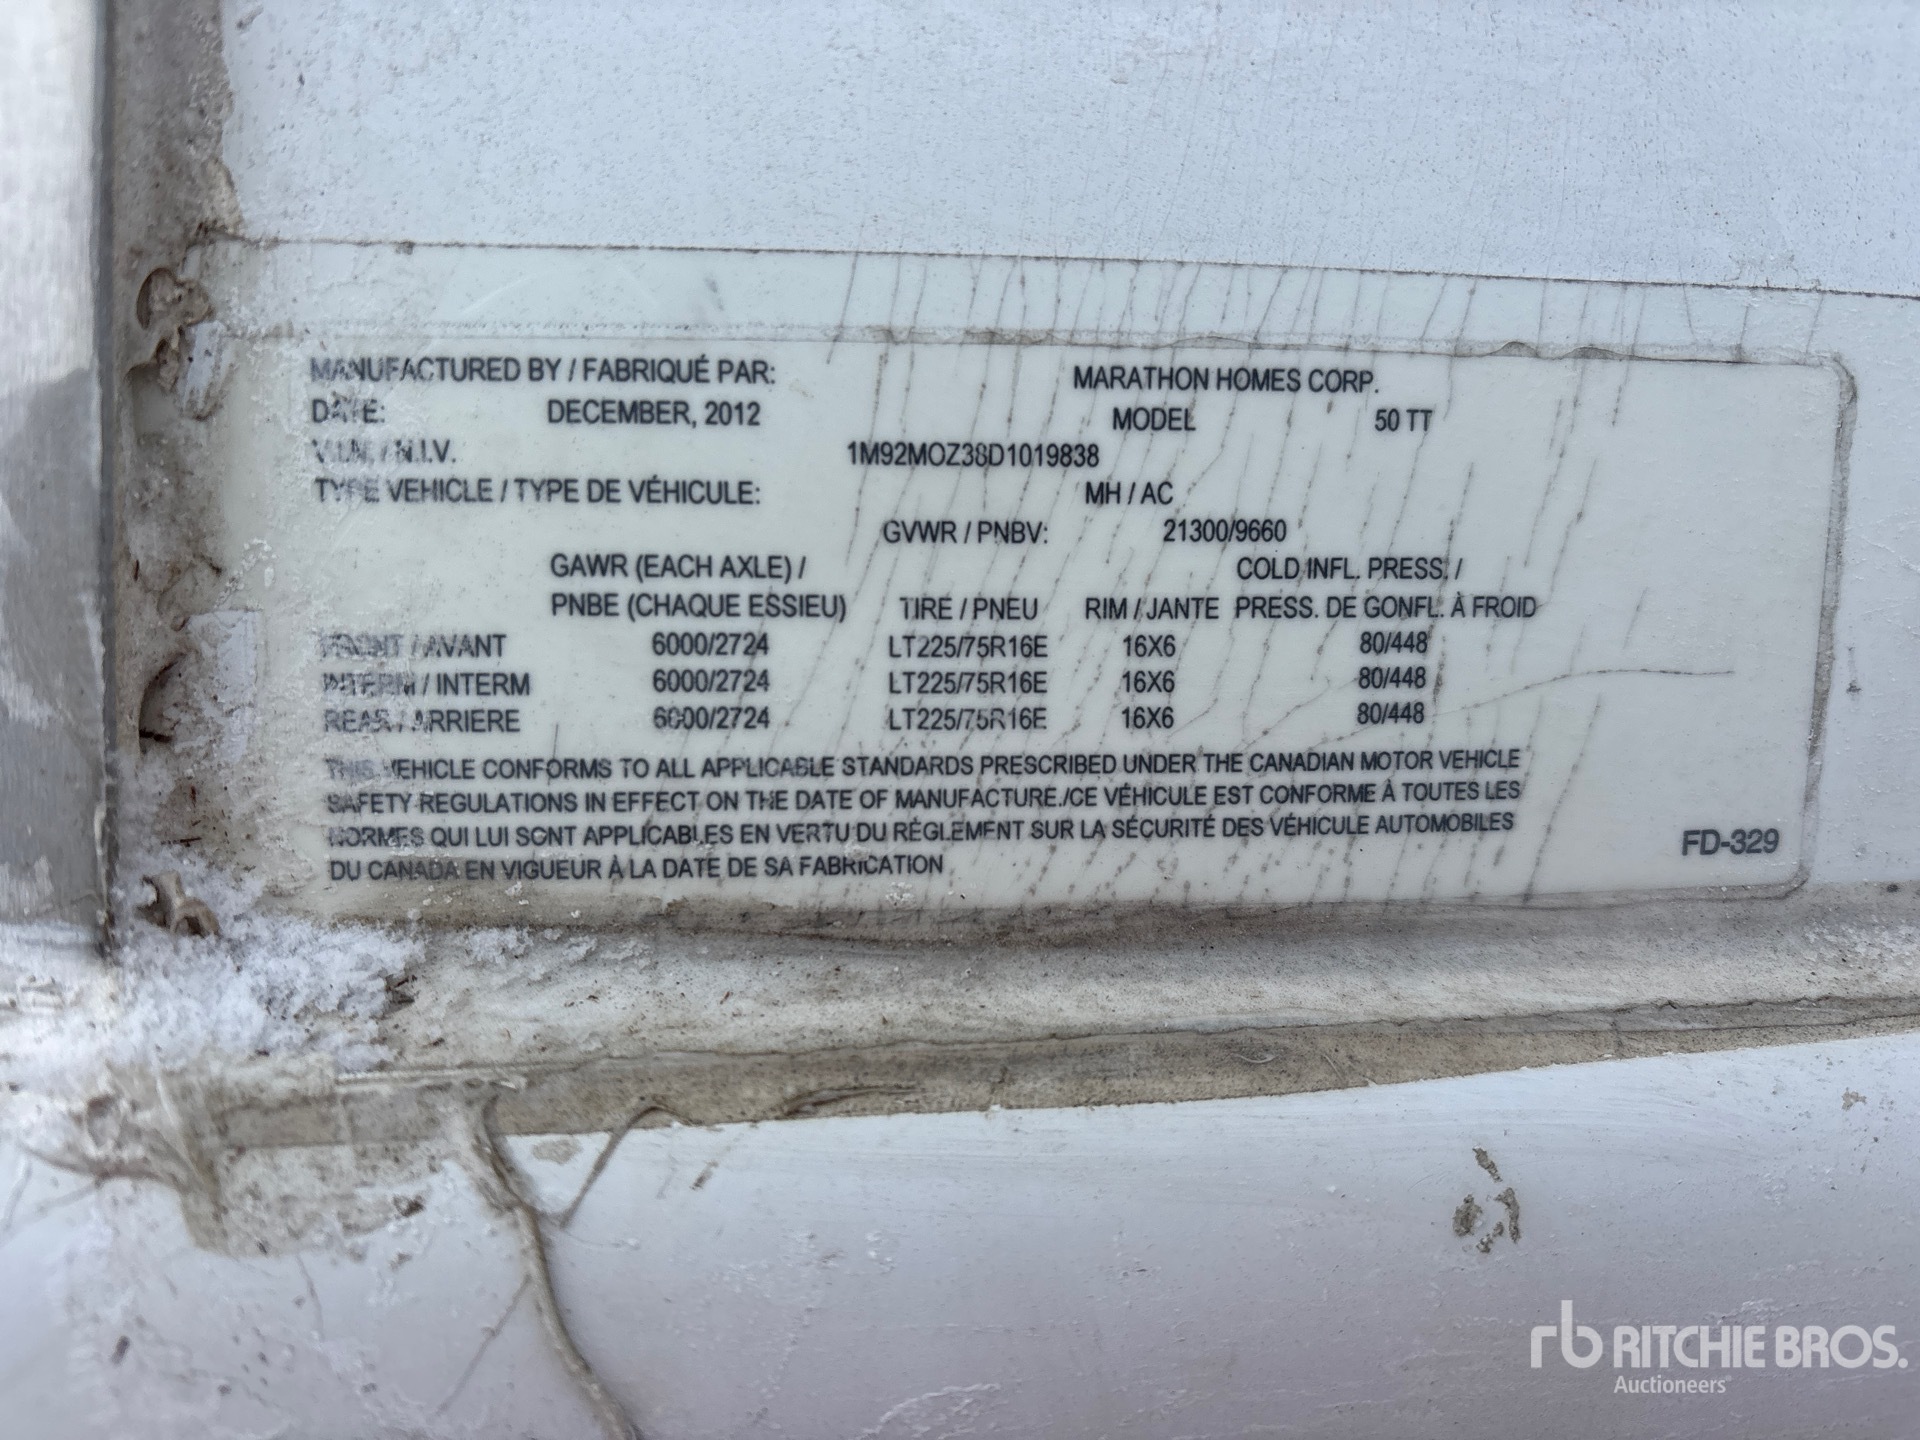 MANUFACTURED BY / FABRIQUÉ PAR: MARATHON HOMES CORP.
DATE: DECEMBER, 2012 MODEL 50 TT
V.I.N. / N.I.V. 1M92MOZ38D1019838
TYPE VEHICLE / TYPE DE VÉHICULE: MH / AC
GVWR / PNBV: 21300/9660
GAWR (EACH AXLE) / COLD INFL. PRESS. /
PNBE (CHAQUE ESSIEU) TIRE / PNEU RIM / JANTE PRESS. DE GONFL. À FROID
FRONT / AVANT 6000/2724 LT225/75R16E 16X6 80/448
INTERM / INTERM 6000/2724 LT225/75R16E 16X6 80/448
REAR / ARRIERE 6000/2724 LT225/75R16E 16X6 80/448
THIS VEHICLE CONFORMS TO ALL APPLICABLE STANDARDS PRESCRIBED UNDER THE CANADIAN MOTOR VEHICLE
SAFETY REGULATIONS IN EFFECT ON THE DATE OF MANUFACTURE./CE VÉHICULE EST CONFORME À TOUTES LES
NORMES QUI LUI SONT APPLICABLES EN VERTU DU RÉGLEMENT SUR LA SÉCURITÉ DES VÉHICULE AUTOMOBILES
DU CANADA EN VIGUEUR À LA DATE DE SA FABRICATION
FD-329
rb RITCHIE BROS.
Auctioneers